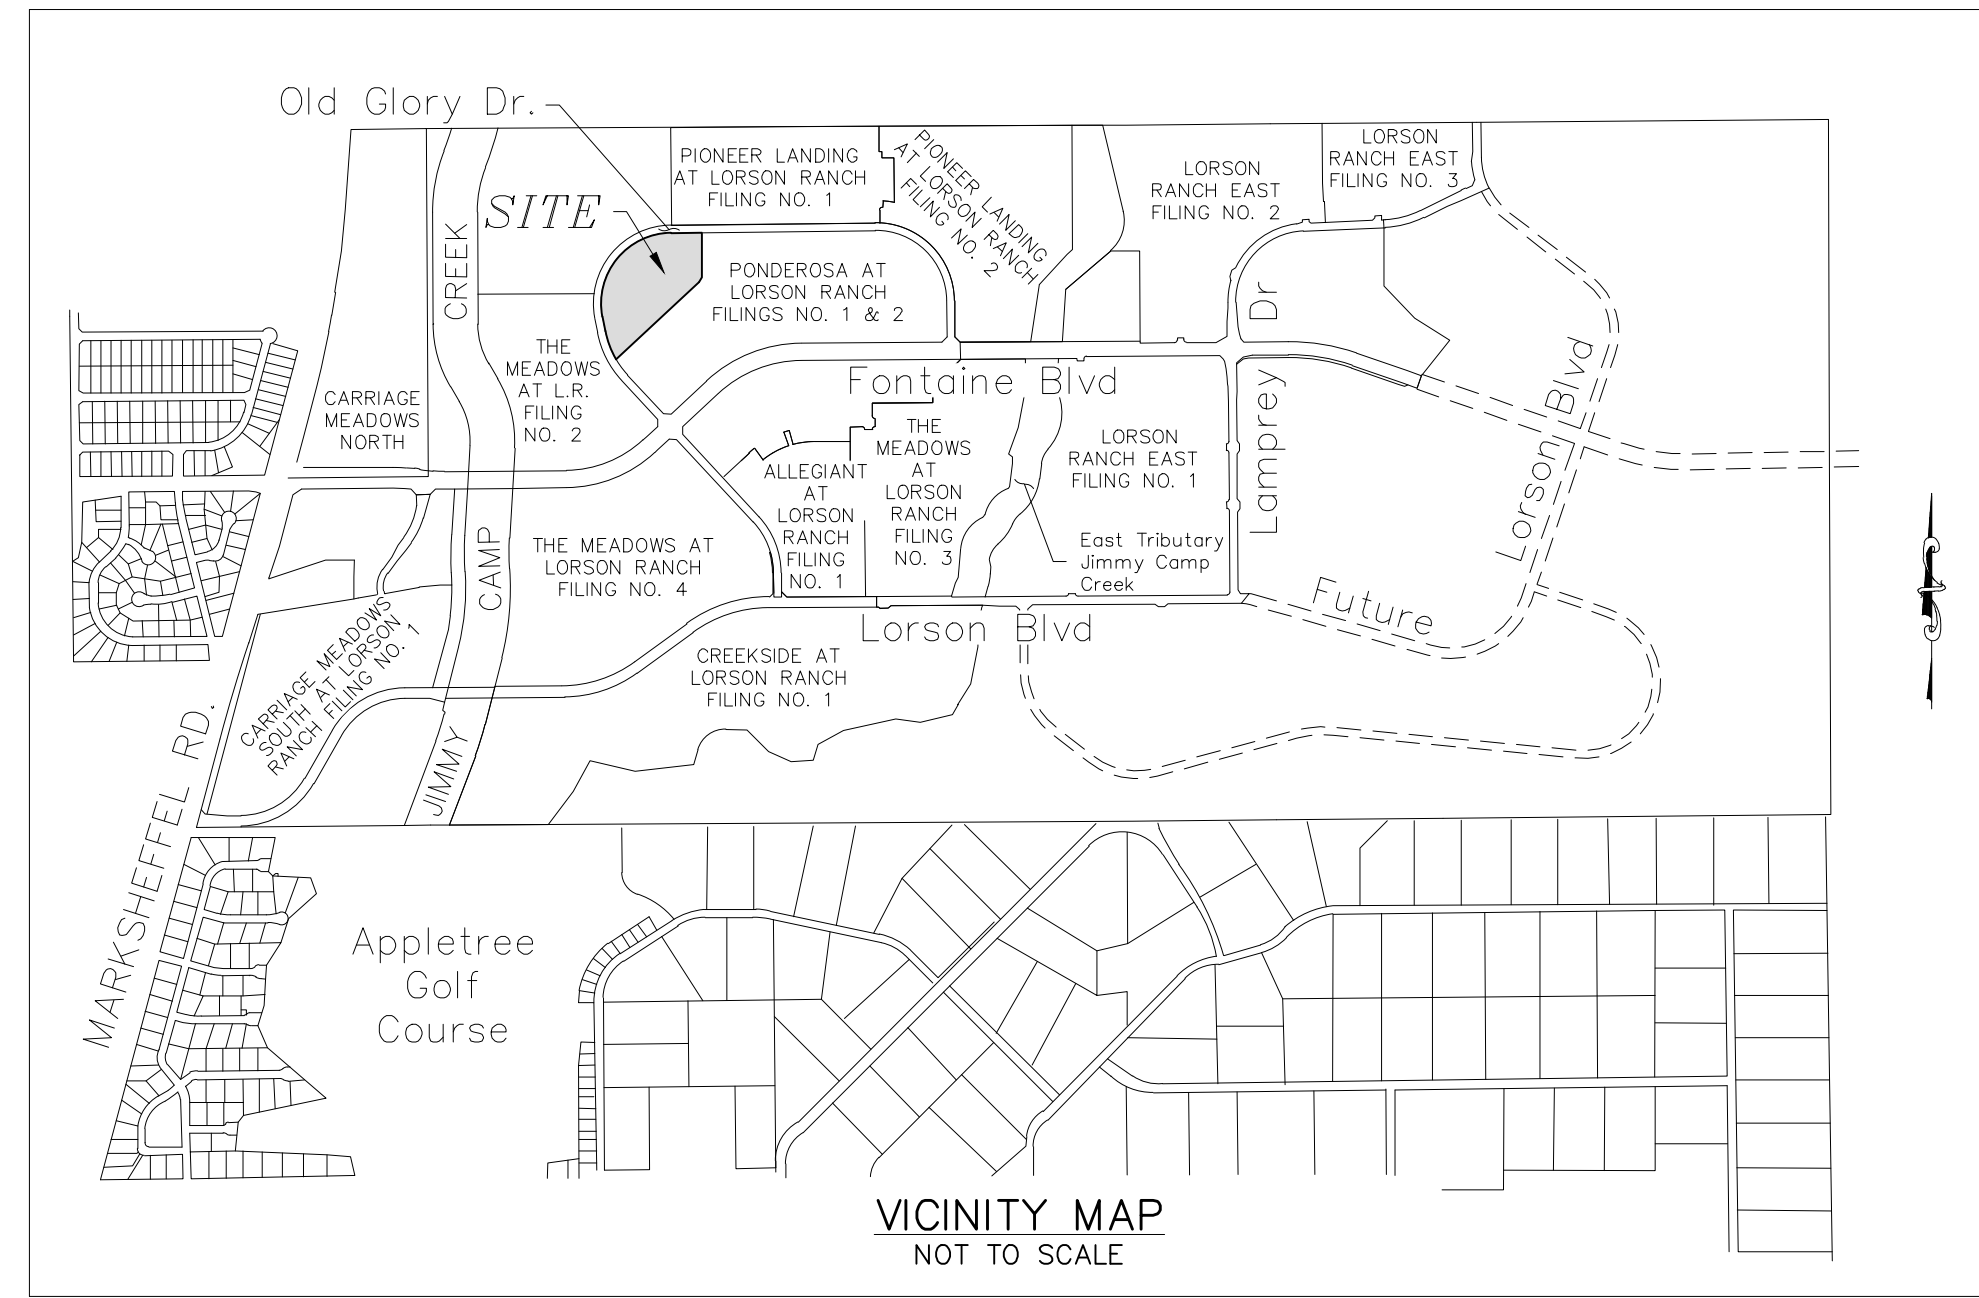 Old Glory Dr.
SITE
PIONEER LANDING
AT LORSON RANCH
FILING NO. 1
PIONEER LANDING
AT LORSON RANCH
FILING NO. 2
LORSON
RANCH EAST
FILING NO. 2
LORSON
RANCH EAST
FILING NO. 3
PONDEROSA AT
LORSON RANCH
FILINGS NO. 1 & 2
THE
MEADOWS
AT L.R.
FILING
NO. 2
CARRIAGE
MEADOWS
NORTH
JIMMY
CAMP
CREEK
Fontaine Blvd
Lamprey
Dr
Lorson Blvd
ALLEGIANT
AT
LORSON
RANCH
FILING
NO. 1
THE
MEADOWS
AT
LORSON
RANCH
FILING
NO. 3
LORSON
RANCH EAST
FILING NO. 1
East Tributary
Jimmy Camp
Creek
THE MEADOWS AT
LORSON RANCH
FILING NO. 4
Future
Lorson Blvd
CREEKSIDE AT
LORSON RANCH
FILING NO. 1
CARRIAGE MEADOWS
SOUTH AT LORSON
RANCH FILING NO. 1
MARKSHEFFEL RD.
Appletree
Golf
Course
VICINITY MAP
NOT TO SCALE